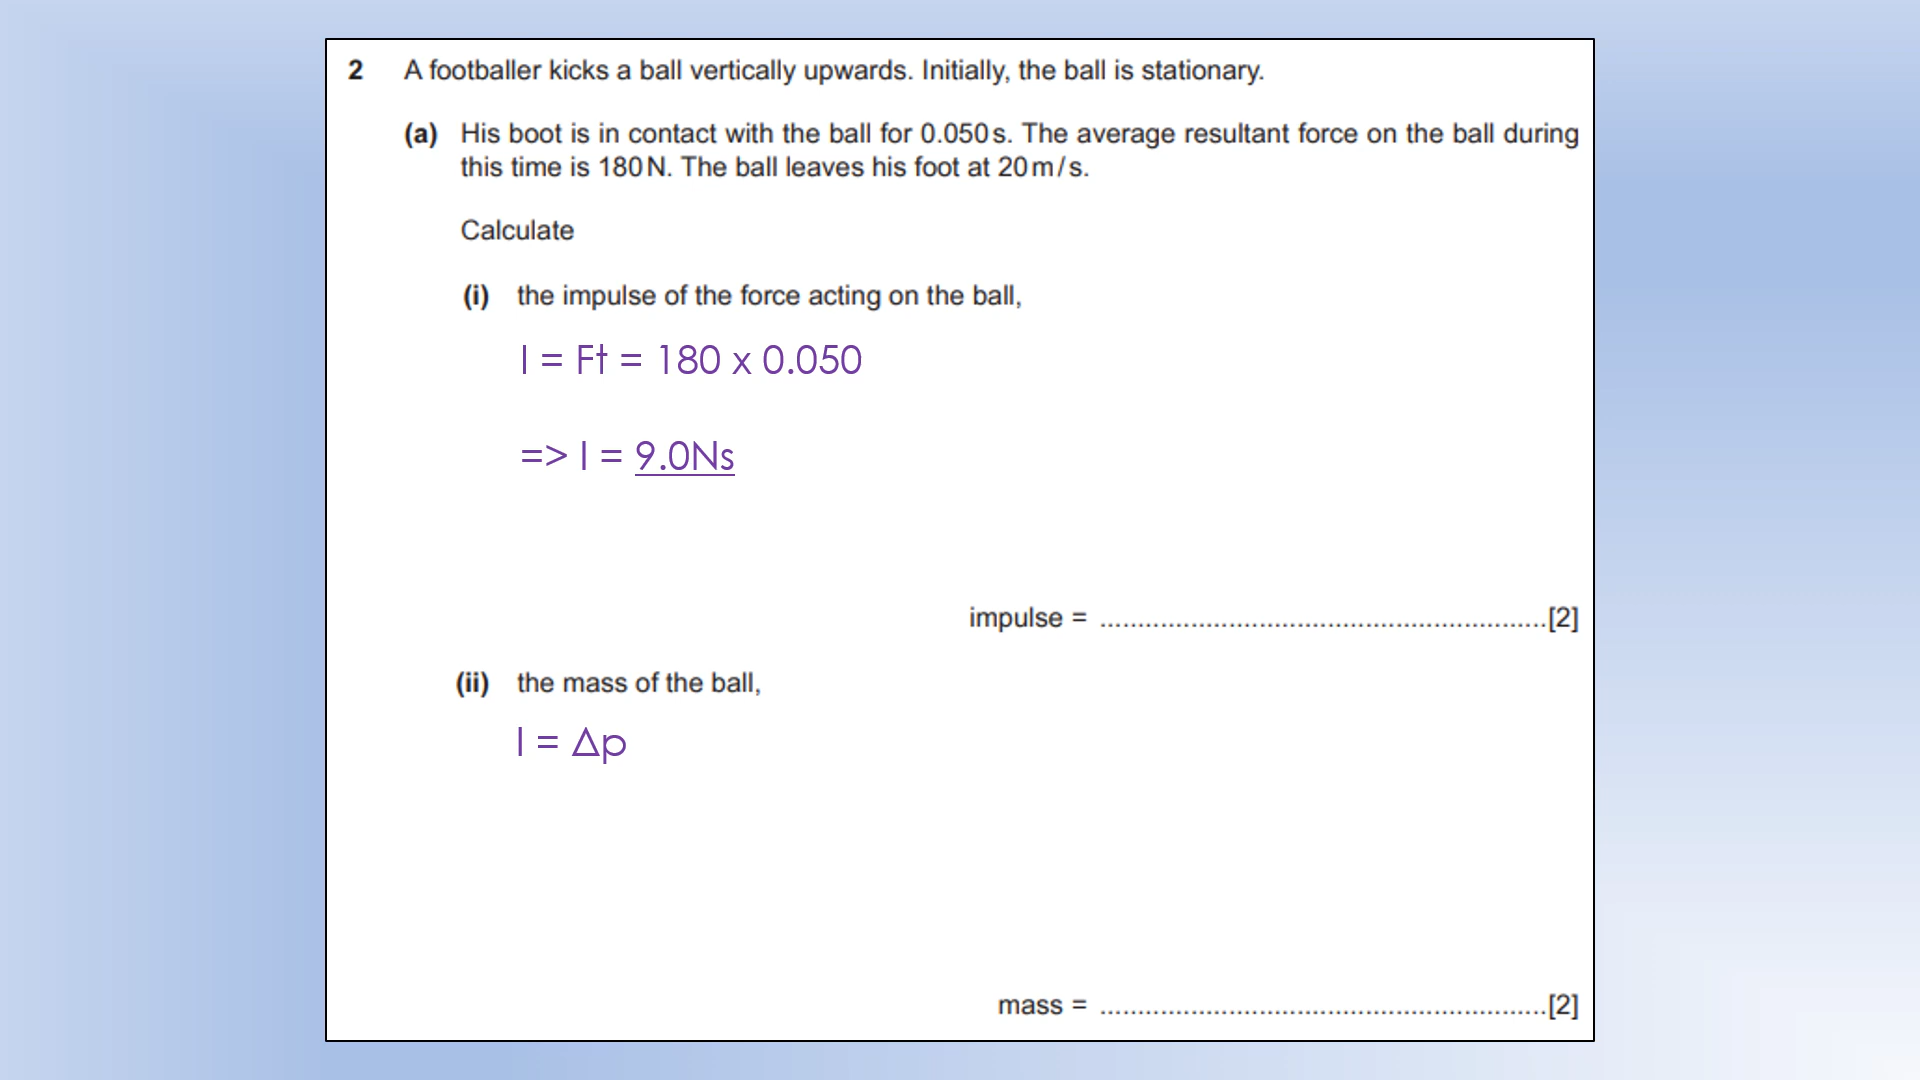 2 A footballer kicks a ball vertically upwards. Initially, the ball is stationary.
(a) His boot is in contact with the ball for 0.050 s. The average resultant force on the ball during
this time is 180 N. The ball leaves his foot at 20 m / s.
Calculate
(i) the impulse of the force acting on the ball,
I = Ft = 180 x 0.050
=> I = 9.0Ns
impulse = ...........................................................[2]
(ii) the mass of the ball,
I = Δp
mass = ...........................................................[2]